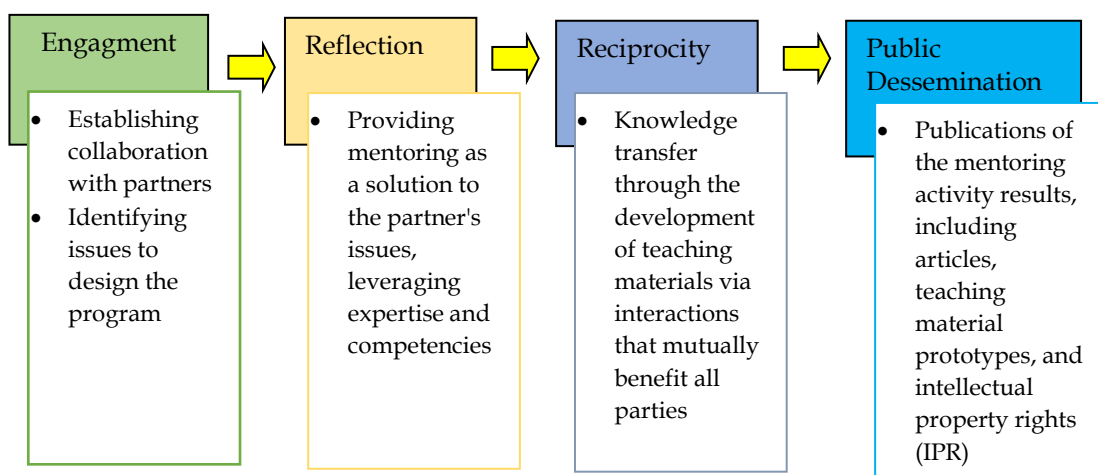 Engagment
• Establishing
collaboration
with partners
• Identifying
issues to
design the
program
Reflection
• Providing
mentoring as
a solution to
the partner's
issues,
leveraging
expertise and
competencies
Reciprocity
• Knowledge
transfer
through the
development
of teaching
materials via
interactions
that mutually
benefit all
parties
Public
Dessemination
• Publications of
the mentoring
activity results,
including
articles,
teaching
material
prototypes, and
intellectual
property rights
(IPR)